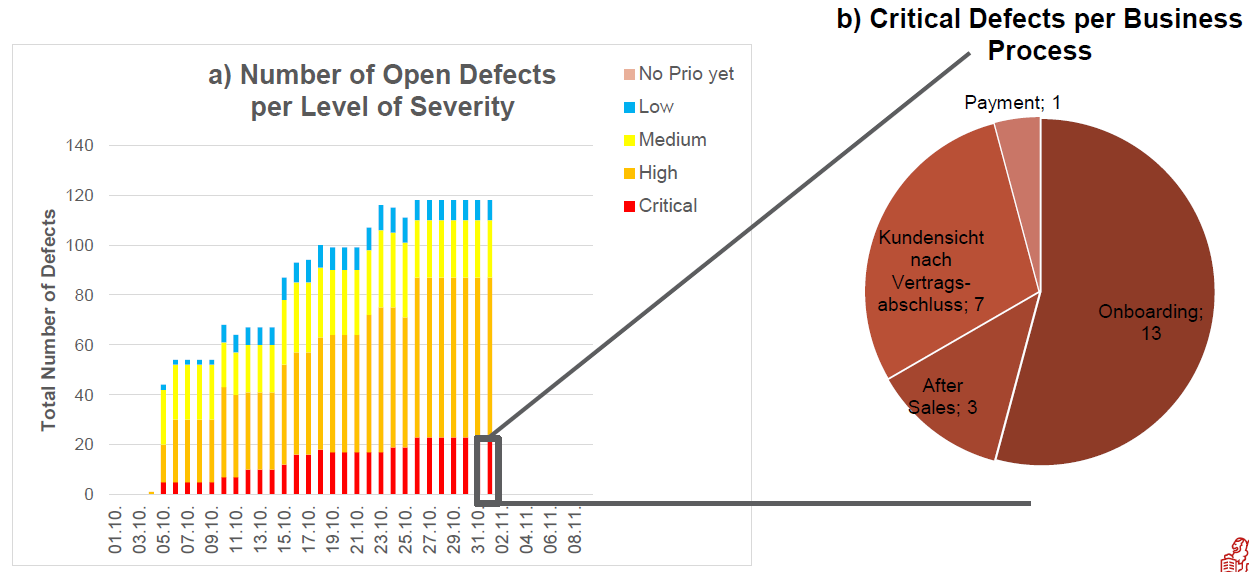 b) Critical Defects per Business
Process
a) Number of Open Defects
per Level of Severity
No Prio yet
Low
Medium
High
Critical
Total Number of Defects
140
120
100
80
60
40
20
0
01.10.
03.10.
05.10.
07.10.
09.10.
11.10.
13.10.
15.10.
17.10.
19.10.
21.10.
23.10.
25.10.
27.10.
29.10.
31.10.
02.11.
04.11.
06.11.
08.11.
Payment; 1
Kundensicht
nach
Vertrags-
abschluss; 7
Onboarding;
13
After
Sales; 3